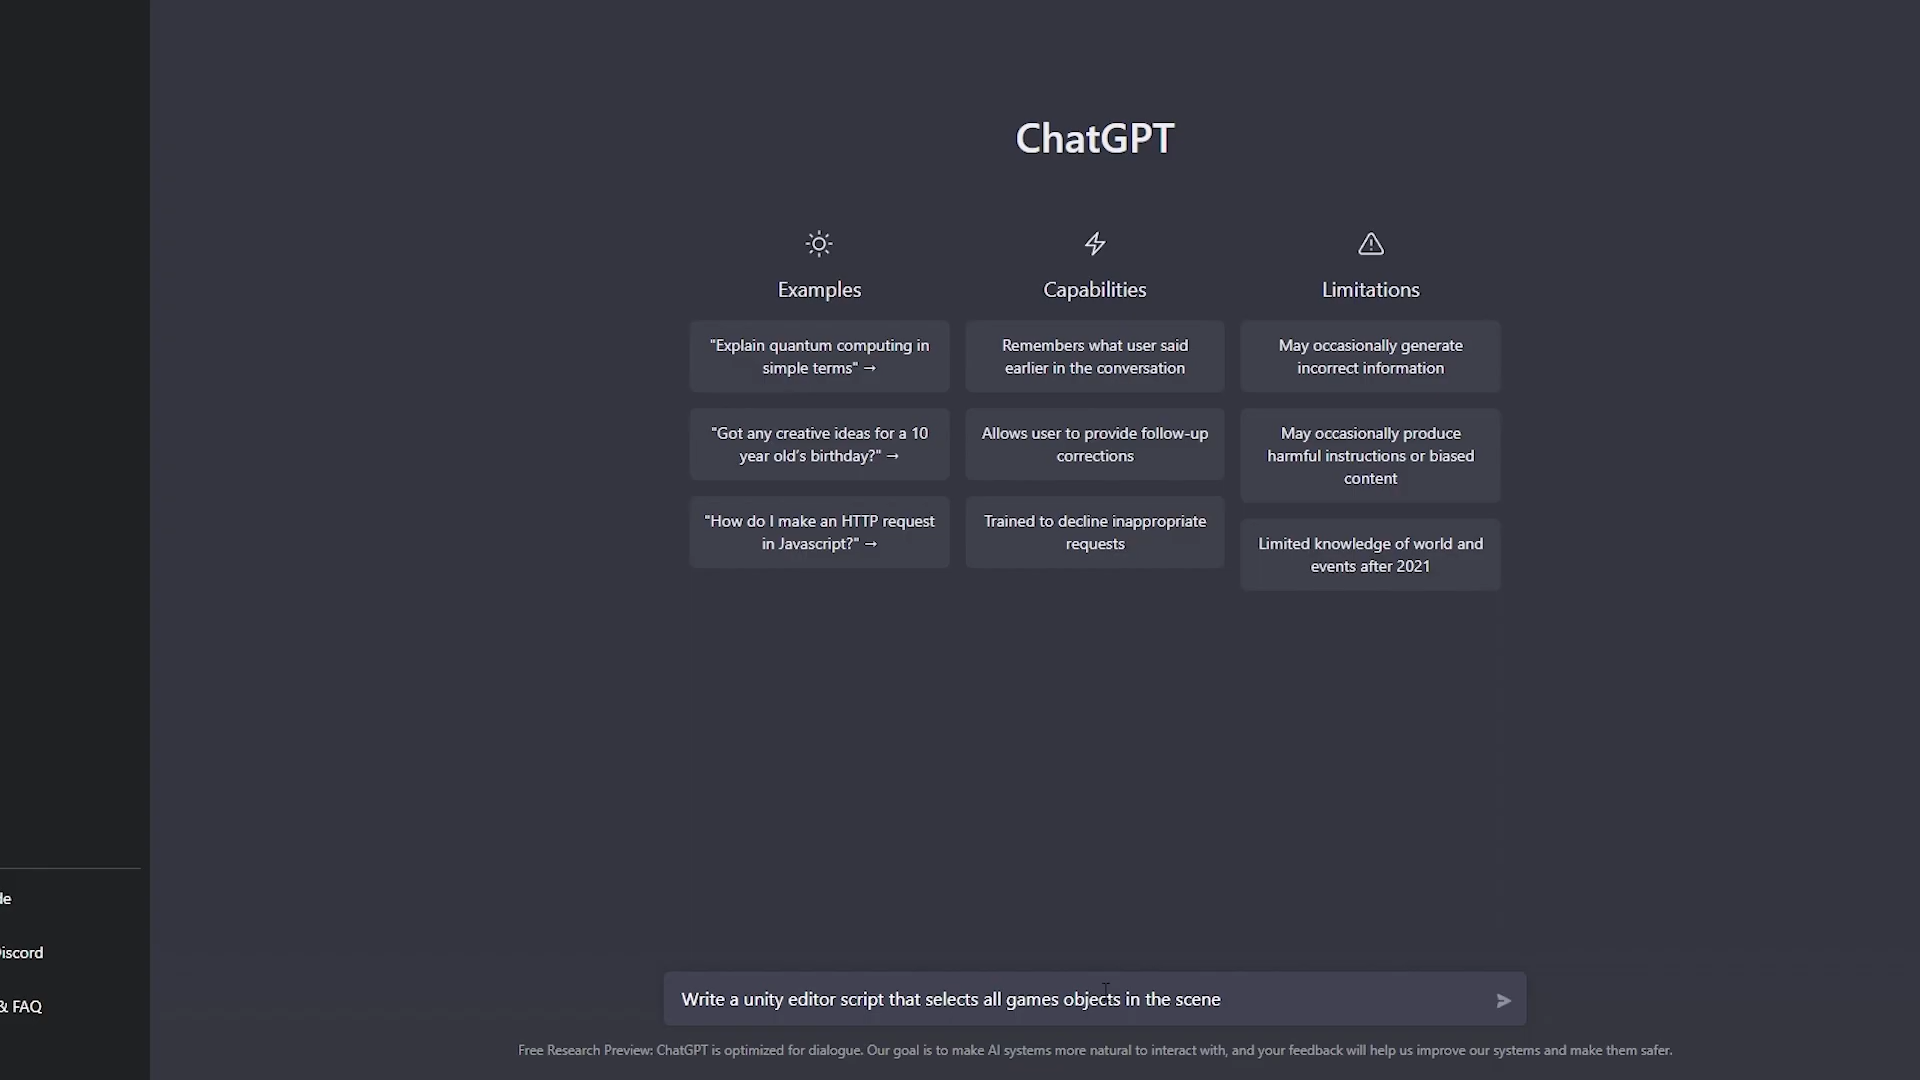 ChatGPT
Examples
Capabilities
Limitations
"Explain quantum computing in
simple terms" →
"Got any creative ideas for a 10
year old's birthday?" →
"How do I make an HTTP request
in Javascript?" →
Remembers what user said
earlier in the conversation
Allows user to provide follow-up
corrections
Trained to decline inappropriate
requests
May occasionally generate
incorrect information
May occasionally produce
harmful instructions or biased
content
Limited knowledge of world and
events after 2021
de
Discord
& FAQ
Write a unity editor script that selects all games objects in the scene
Free Research Preview: ChatGPT is optimized for dialogue. Our goal is to make AI systems more natural to interact with, and your feedback will help us improve our systems and make them safer.